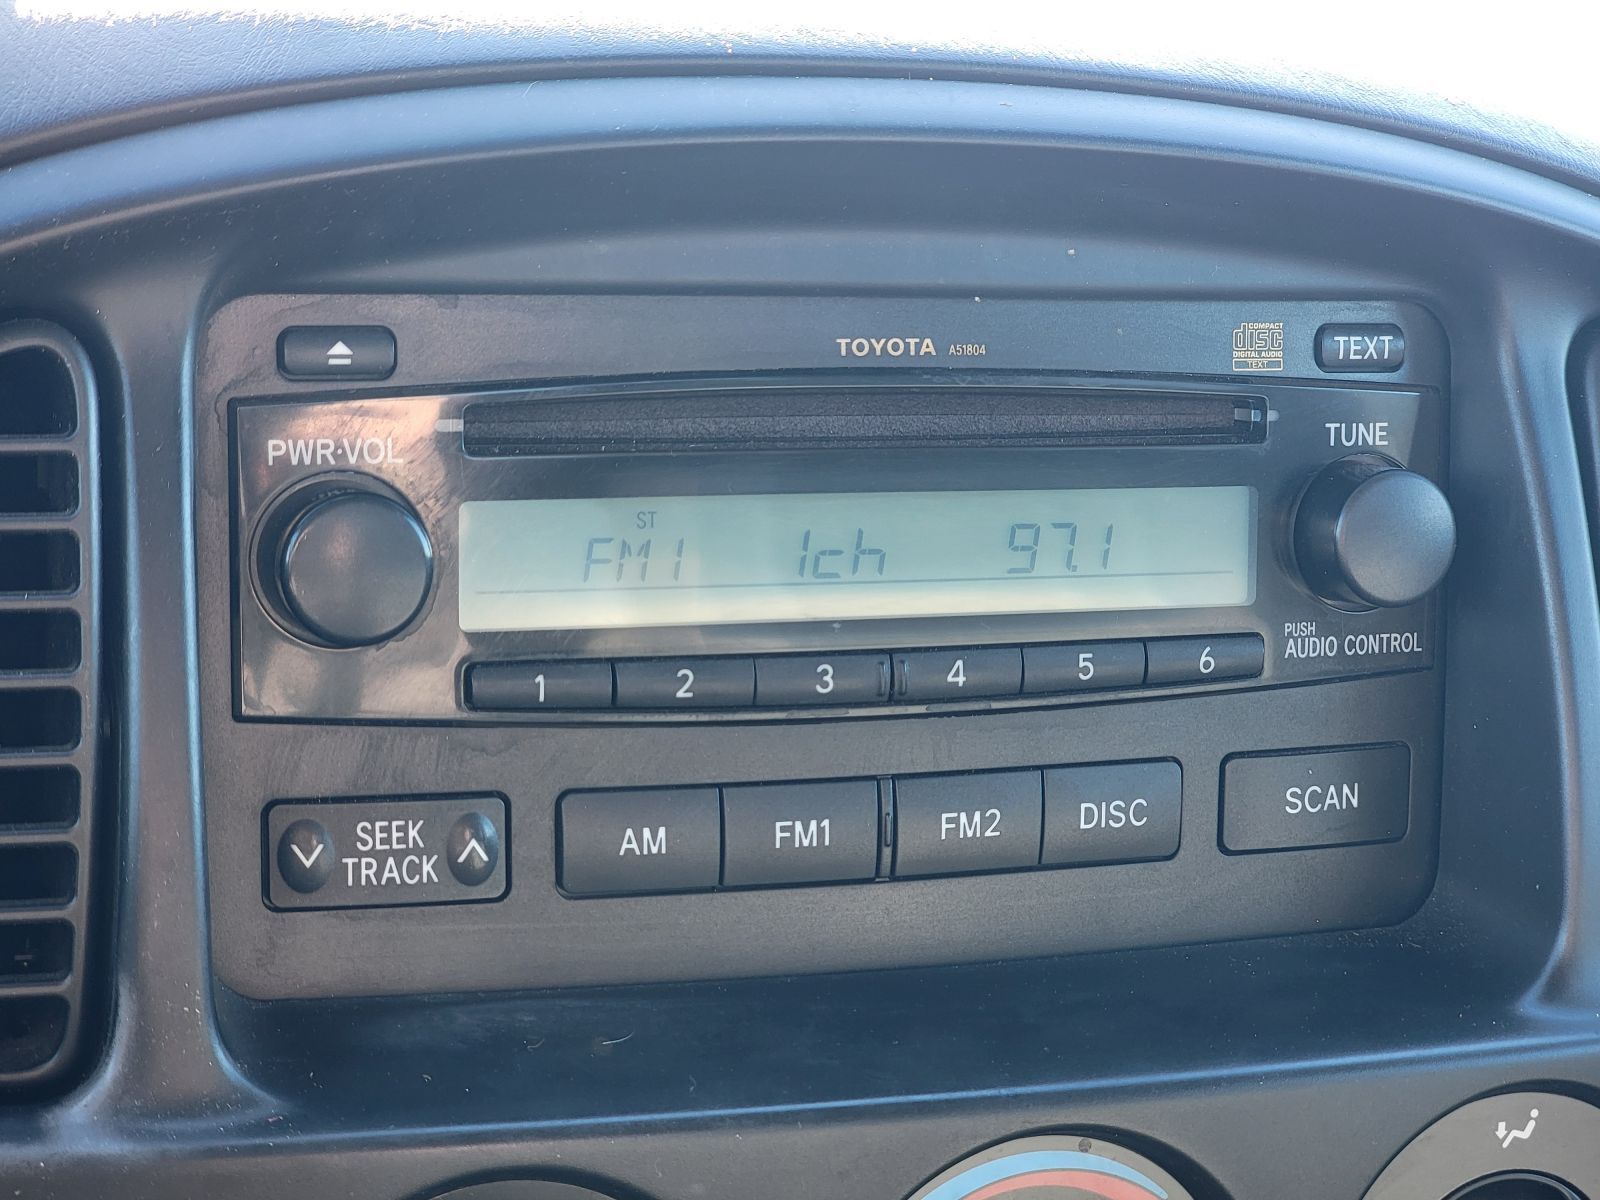 TOYOTA A51804
COMPACT
disc
DIGITAL AUDIO
TEXT
TEXT
PWR·VOL
TUNE
ST
FM1 1ch 97.1
PUSH
AUDIO CONTROL
1 2 3 4 5 6
SEEK
TRACK
AM FM1 FM2 DISC
SCAN